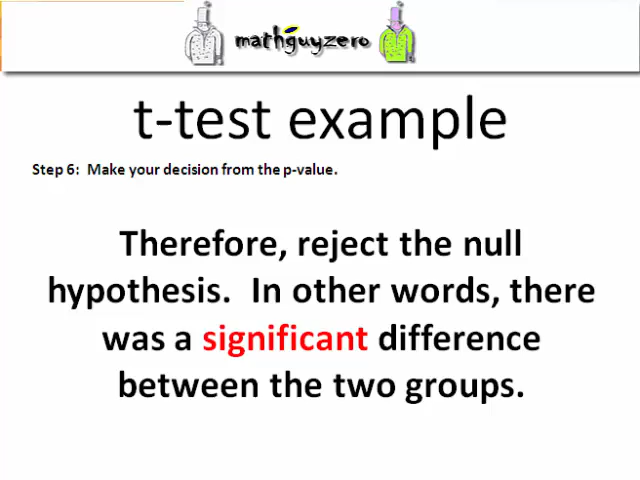 mathguyzero
t-test example
Step 6:  Make your decision from the p-value.
Therefore, reject the null
hypothesis.  In other words, there
was a significant difference
between the two groups.